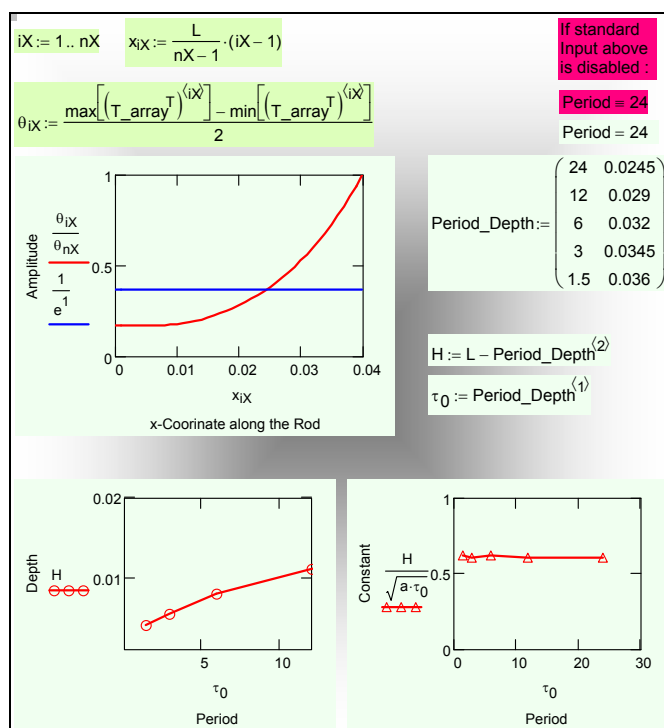 iX := 1 .. nX
x_iX := L / (nX − 1) ⋅ (iX − 1)
If standard
Input above
is disabled :
θ_iX := (max[(T_array^T)^⟨iX⟩] − min[(T_array^T)^⟨iX⟩]) / 2
Period ≡ 24
Period = 24
Amplitude
θ_iX / θ_nX
1 / e^1
1
0.5
0
0 0.01 0.02 0.03 0.04
x_iX
x-Coorinate along the Rod
Period_Depth :=
24 0.0245
12 0.029
6 0.032
3 0.0345
1.5 0.036
H := L − Period_Depth^⟨2⟩
τ_0 := Period_Depth^⟨1⟩
Depth
H
0.02
0.01
5 10
τ_0
Period
Constant
H / √(a⋅τ_0)
1
0.5
0
0 10 20 30
τ_0
Period